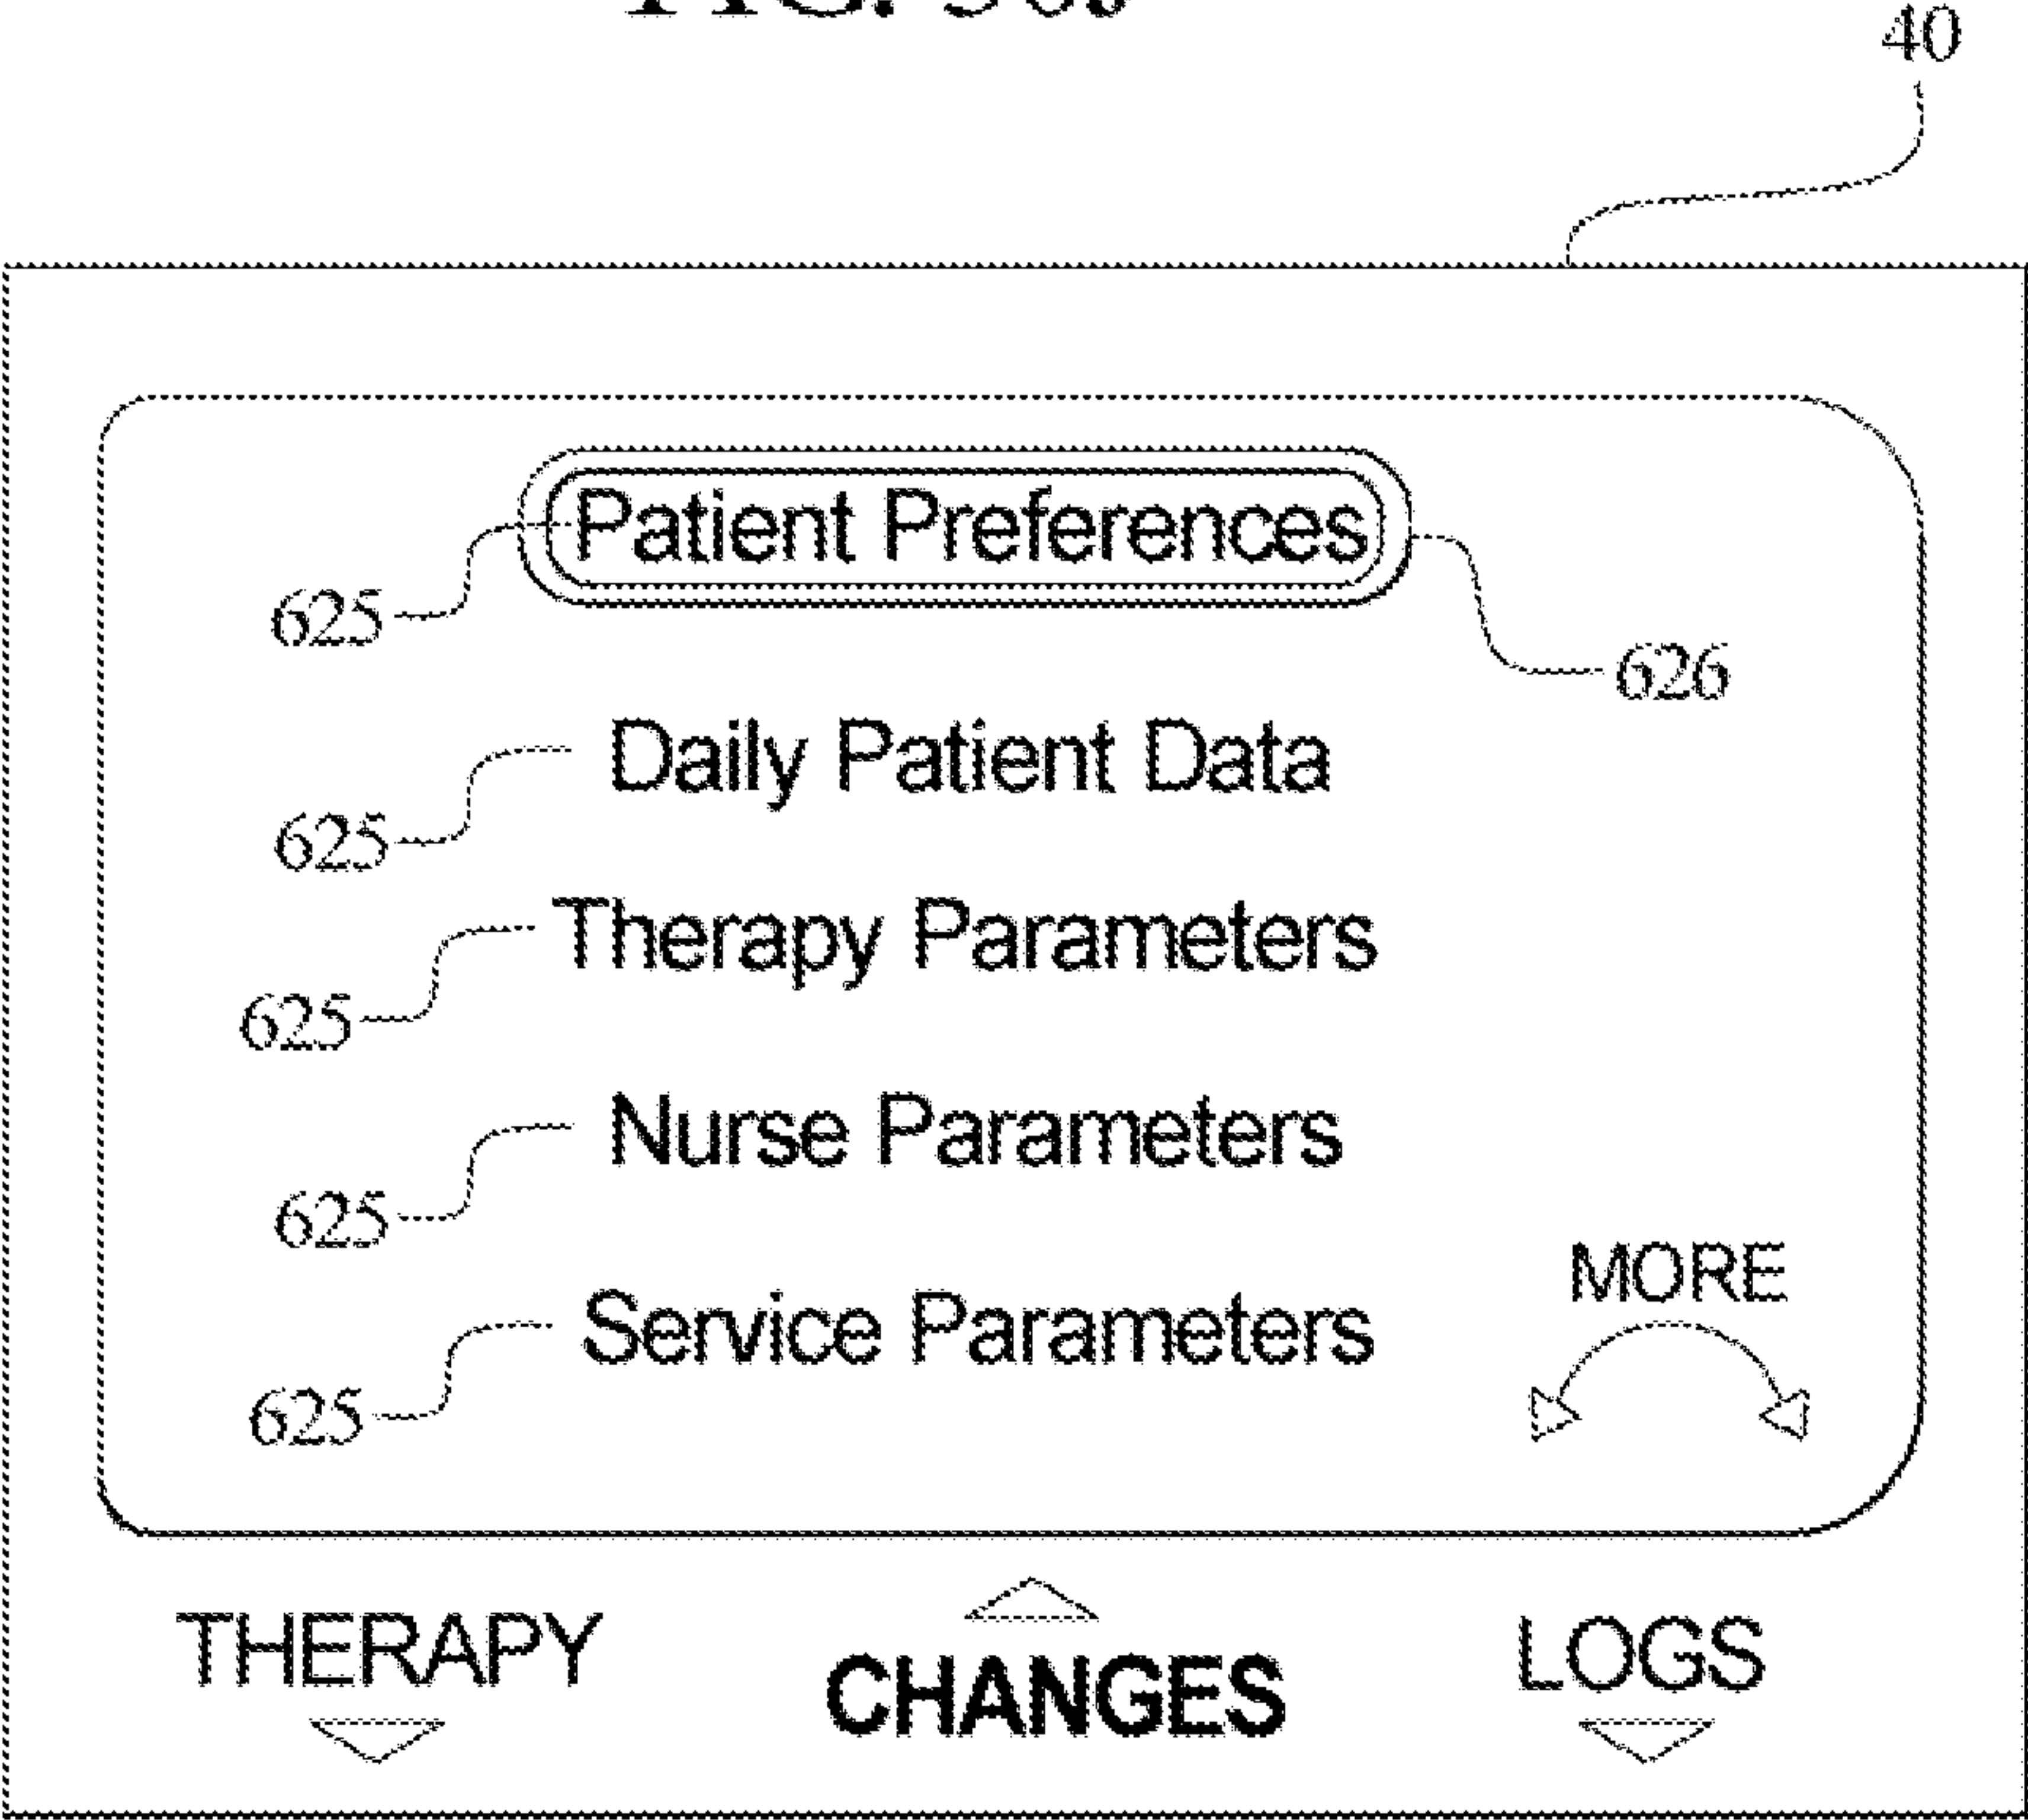 40
Patient Preferences
625
626
Daily Patient Data
625
Therapy Parameters
625
Nurse Parameters
625
MORE
Service Parameters
625
THERAPY
CHANGES
LOGS